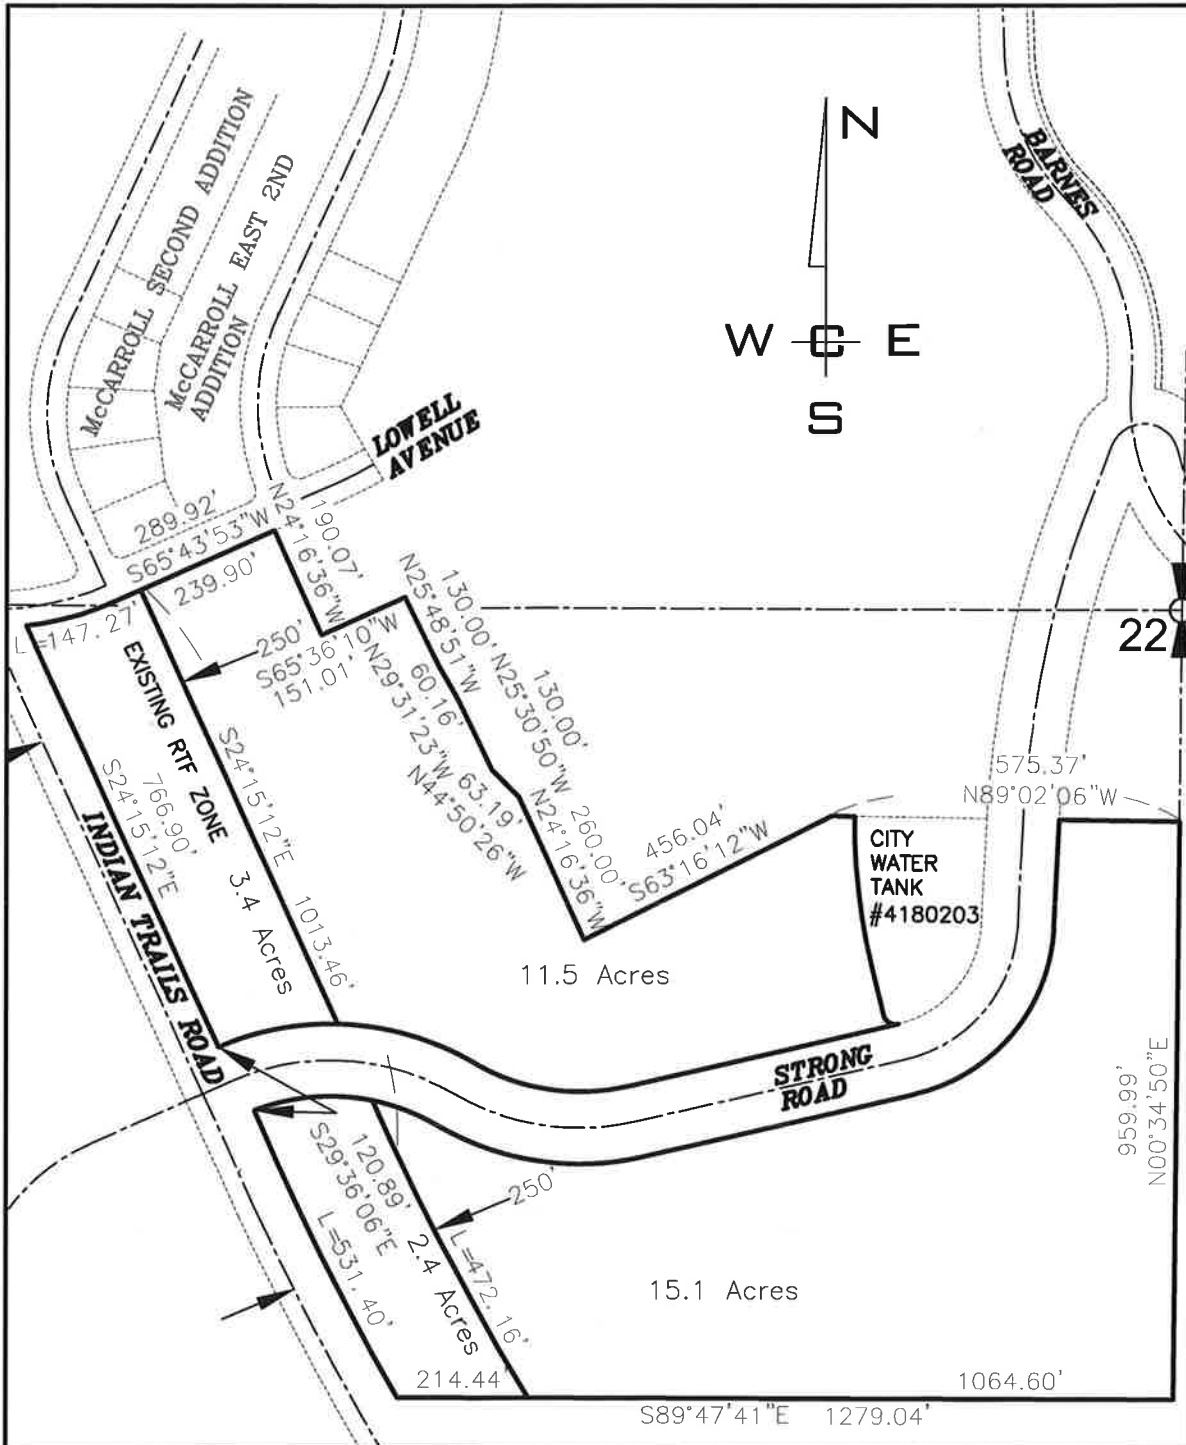 McCARROLL SECOND ADDITION
McCARROLL EAST 2ND
ADDITION
N
W C E
S
BARNES
ROAD
LOWELL
AVENUE
289.92'
S65°43'53"W
239.90'
N24°16'36"W
190.07'
L=147.27'
250'
S65°36'10"W
151.01'
N25°48'51"W
130.00'
N29°31'23"W
60.16'
N25°30'50"W
130.00'
N44°50'26"W
63.19'
N24°16'36"W
260.00'
456.04'
S63°16'12"W
22
575.37'
N89°02'06"W
CITY
WATER
TANK
#4180203
EXISTING RTF ZONE
3.4 Acres
S24°15'12"E
1013.46'
766.90'
S24°15'12"E
INDIAN TRAILS ROAD
11.5 Acres
STRONG
ROAD
959.99'
N00°34'50"E
120.89'
S29°36'06"E
250'
L=531.40'
2.4 Acres
L=472.16'
15.1 Acres
214.44'
1064.60'
S89°47'41"E 1279.04'